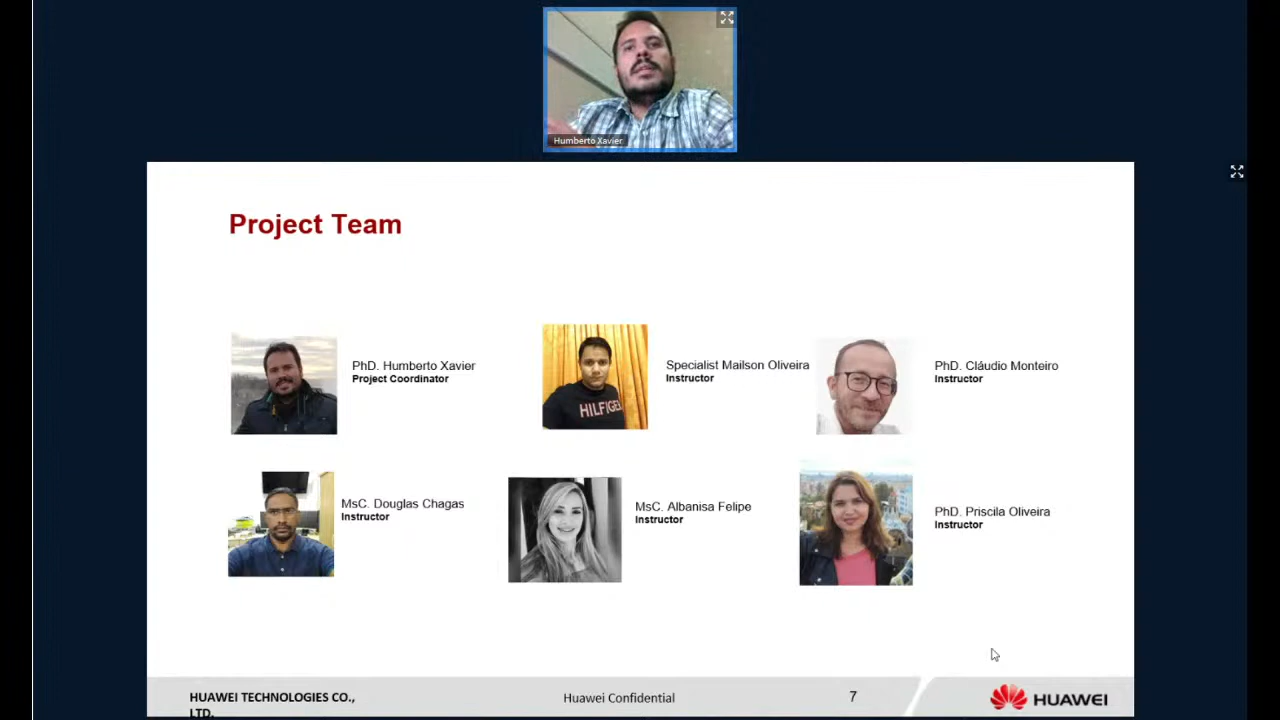 Humberto Xavier
Project Team
PhD. Humberto Xavier
Project Coordinator
Specialist Mailson Oliveira
Instructor
HILFIGER
PhD. Cláudio Monteiro
Instructor
MsC. Douglas Chagas
Instructor
MsC. Albanisa Felipe
Instructor
PhD. Priscila Oliveira
Instructor
HUAWEI TECHNOLOGIES CO.,
LTD.
Huawei Confidential
7
HUAWEI